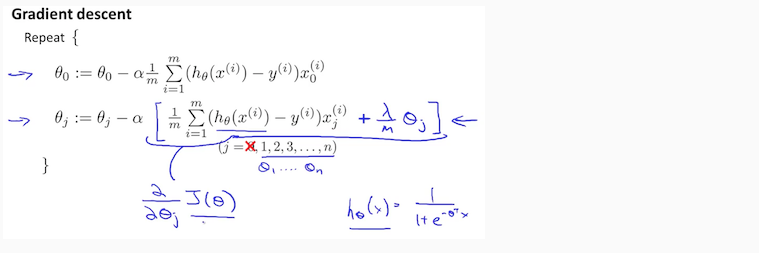 Gradient descent
Repeat {
→ θ₀ := θ₀ − α 1/m Σᵢ₌₁ᵐ (h_θ(x⁽ⁱ⁾) − y⁽ⁱ⁾)x₀⁽ⁱ⁾
→ θⱼ := θⱼ − α [ 1/m Σᵢ₌₁ᵐ (h_θ(x⁽ⁱ⁾) − y⁽ⁱ⁾)xⱼ⁽ⁱ⁾ + λ/m θⱼ ] ←
(j = 0, 1, 2, 3, . . . , n)
} θ₁ .... θₙ
∂/∂θⱼ J(θ) h_θ(x) = 1/(1+e^(−θᵀx))